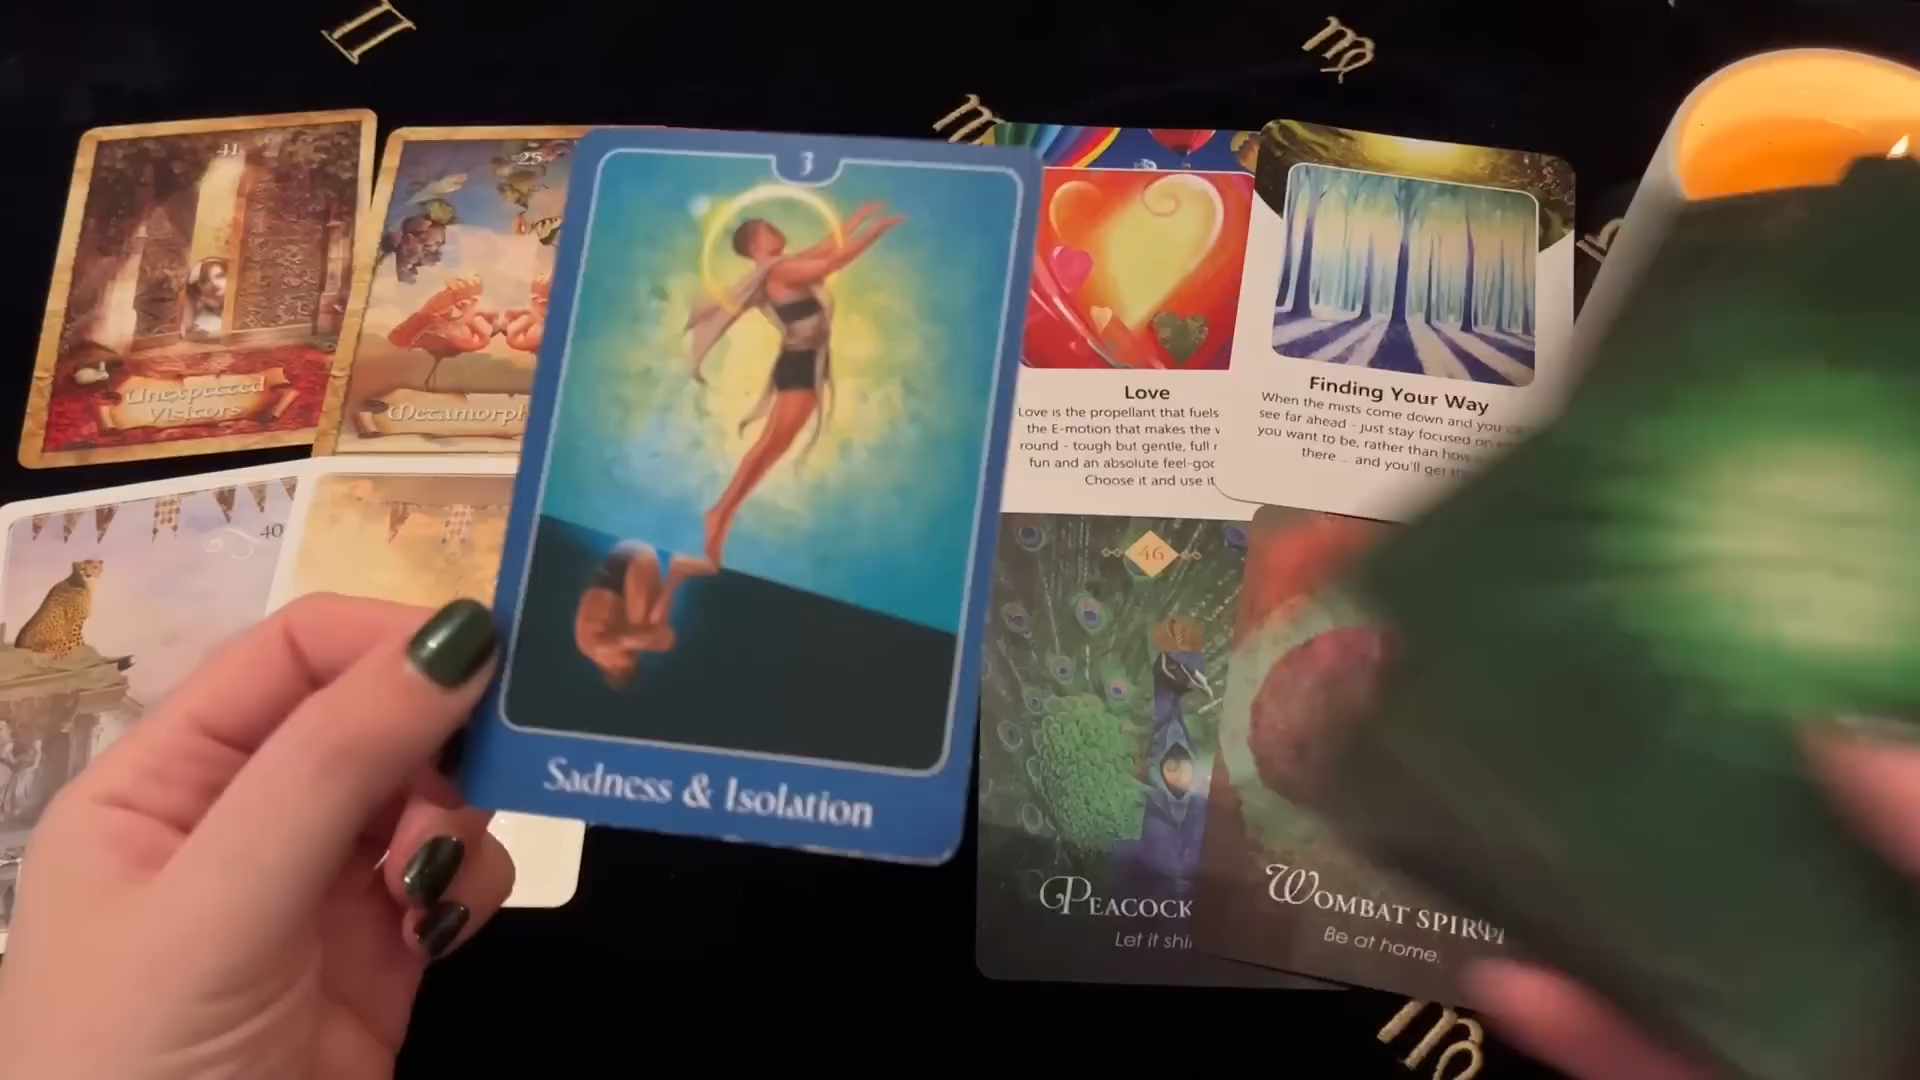 41
Unexpected
Visitors
25
Metamorph
40
3
Sadness & Isolation
Love
Love is the propellant that fuels
the E-motion that makes the
round - tough but gentle, full
fun and an absolute feel-goo
Choose it and use it
Finding Your Way
When the mists come down and you
see far ahead - just stay focused on
you want to be, rather than how
there ... and you'll get
46
Peacock
Let it shi
Wombat Spirit
Be at home.